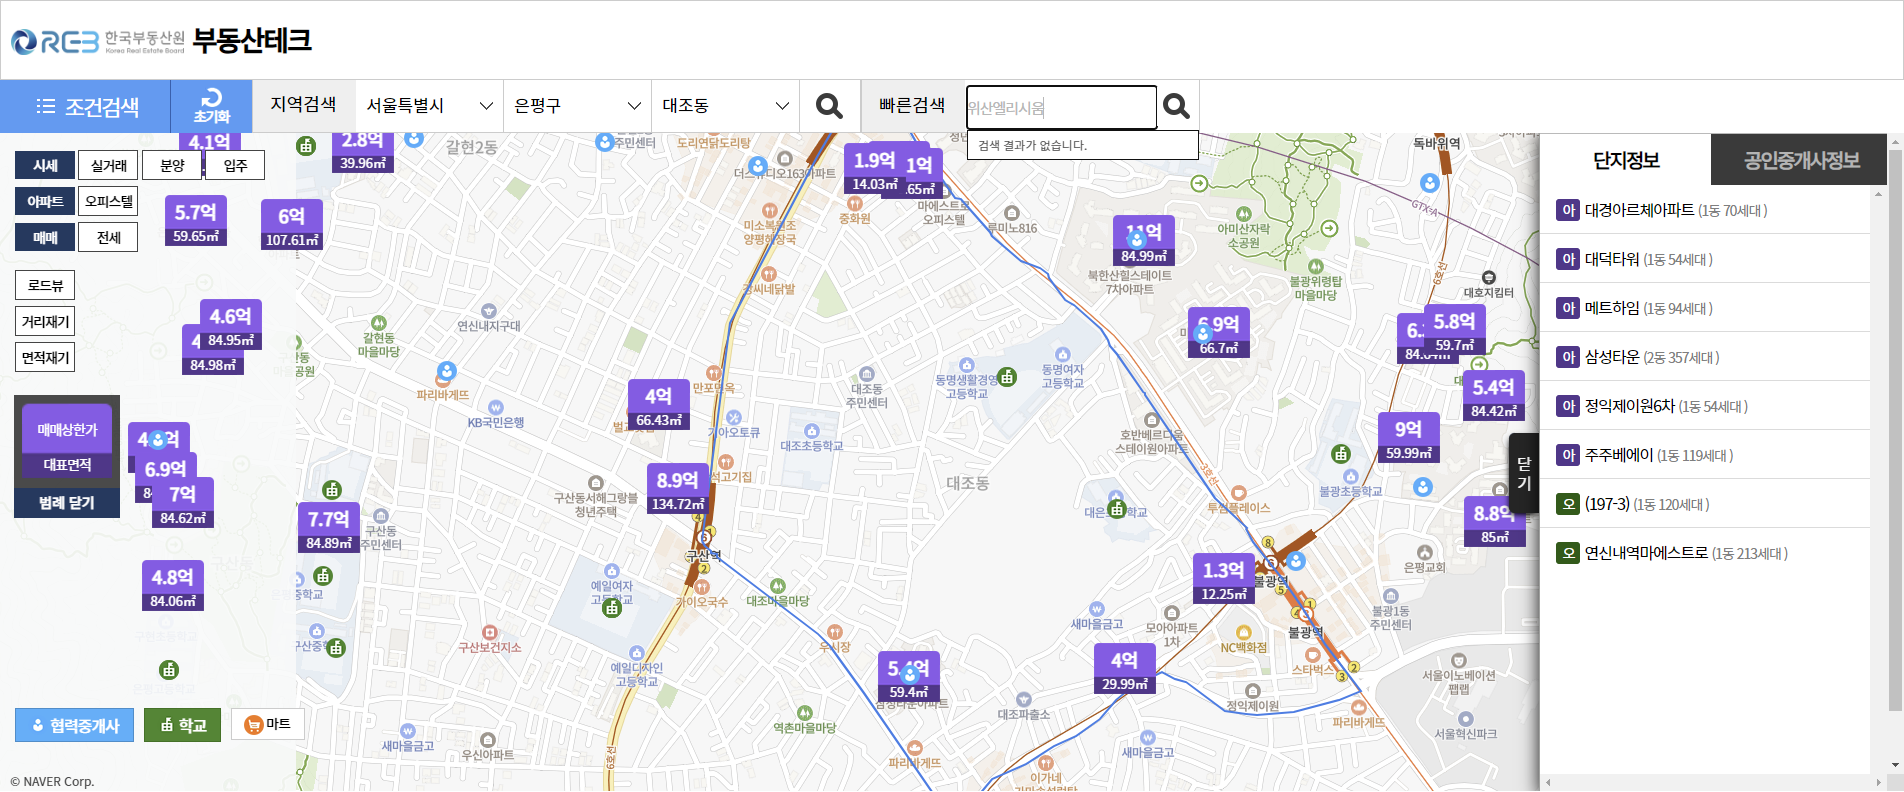 REB 한국부동산원 Korea Real Estate Board 부동산테크
조건검색
초기화
지역검색
서울특별시
은평구
대조동
빠른검색
위산엘리시움
검색 결과가 없습니다.
시세
실거래
분양
입주
아파트
오피스텔
매매
전세
로드뷰
거리재기
면적재기
매매상한가
대표면적
범례 닫기
협력중개사
학교
마트
© NAVER Corp.
4.1억
2.8억
39.96㎡
5.7억
59.65㎡
6억
107.61㎡
4.6억
84.95㎡
84.98㎡
6.9억
7억
84.62㎡
7.7억
84.89㎡
4.8억
84.06㎡
1.9억
14.03㎡
1억
.65㎡
11억
84.99㎡
6.9억
66.7㎡
5.8억
59.7㎡
5.4억
84.42㎡
9억
59.99㎡
8.8억
85㎡
4억
66.43㎡
8.9억
134.72㎡
1.3억
12.25㎡
4억
29.99㎡
59.4㎡
갈현2동
주민센터
도리연닭도리탕
더스튜디오163아파트
중화원
마에스트로
오피스텔
루미노816
미소복원조
양평해장국
김씨네닭발
연신내지구대
갈현동
마을마당
파리바게뜨
KB국민은행
만포면옥
기아오토큐
대조초등학교
석고기집
구산동서해그랑블
청년주택
구산동
주민센터
구산역
예일여자
고등학교
가이오국수
대조마을마당
구산보건지소
예일디자인
고등학교
우시장
새마을금고
우신아파트
역촌마을마당
파리바게뜨
이가네
대조파출소
새마을금고
정익제이원
파리바게뜨
서울혁신파크
서울이노베이션
팹랩
스타벅스
NC백화점
모아아파트
1차
새마을금고
불광역
불광역
불광1동
주민센터
은평교회
불광초등학교
투썸플레이스
3호선
호반베르디움
스테이원아파트
동명여자
고등학교
동명생활경영
고등학교
대조동
주민센터
대조동
북한산힐스테이트
7차아파트
아미산자락
소공원
불광위령탑
마을마당
GTX-A
6호선
독바위역
대호지킴터
6호선
닫기
단지정보
공인중개사정보
아 대경아르체아파트 (1동 70세대 )
아 대덕타워 (1동 54세대 )
아 메트하임 (1동 94세대 )
아 삼성타운 (2동 357세대 )
아 정익제이원6차 (1동 54세대 )
아 주주베에이 (1동 119세대 )
오 (197-3) (1동 120세대 )
오 연신내역마에스트로 (1동 213세대 )